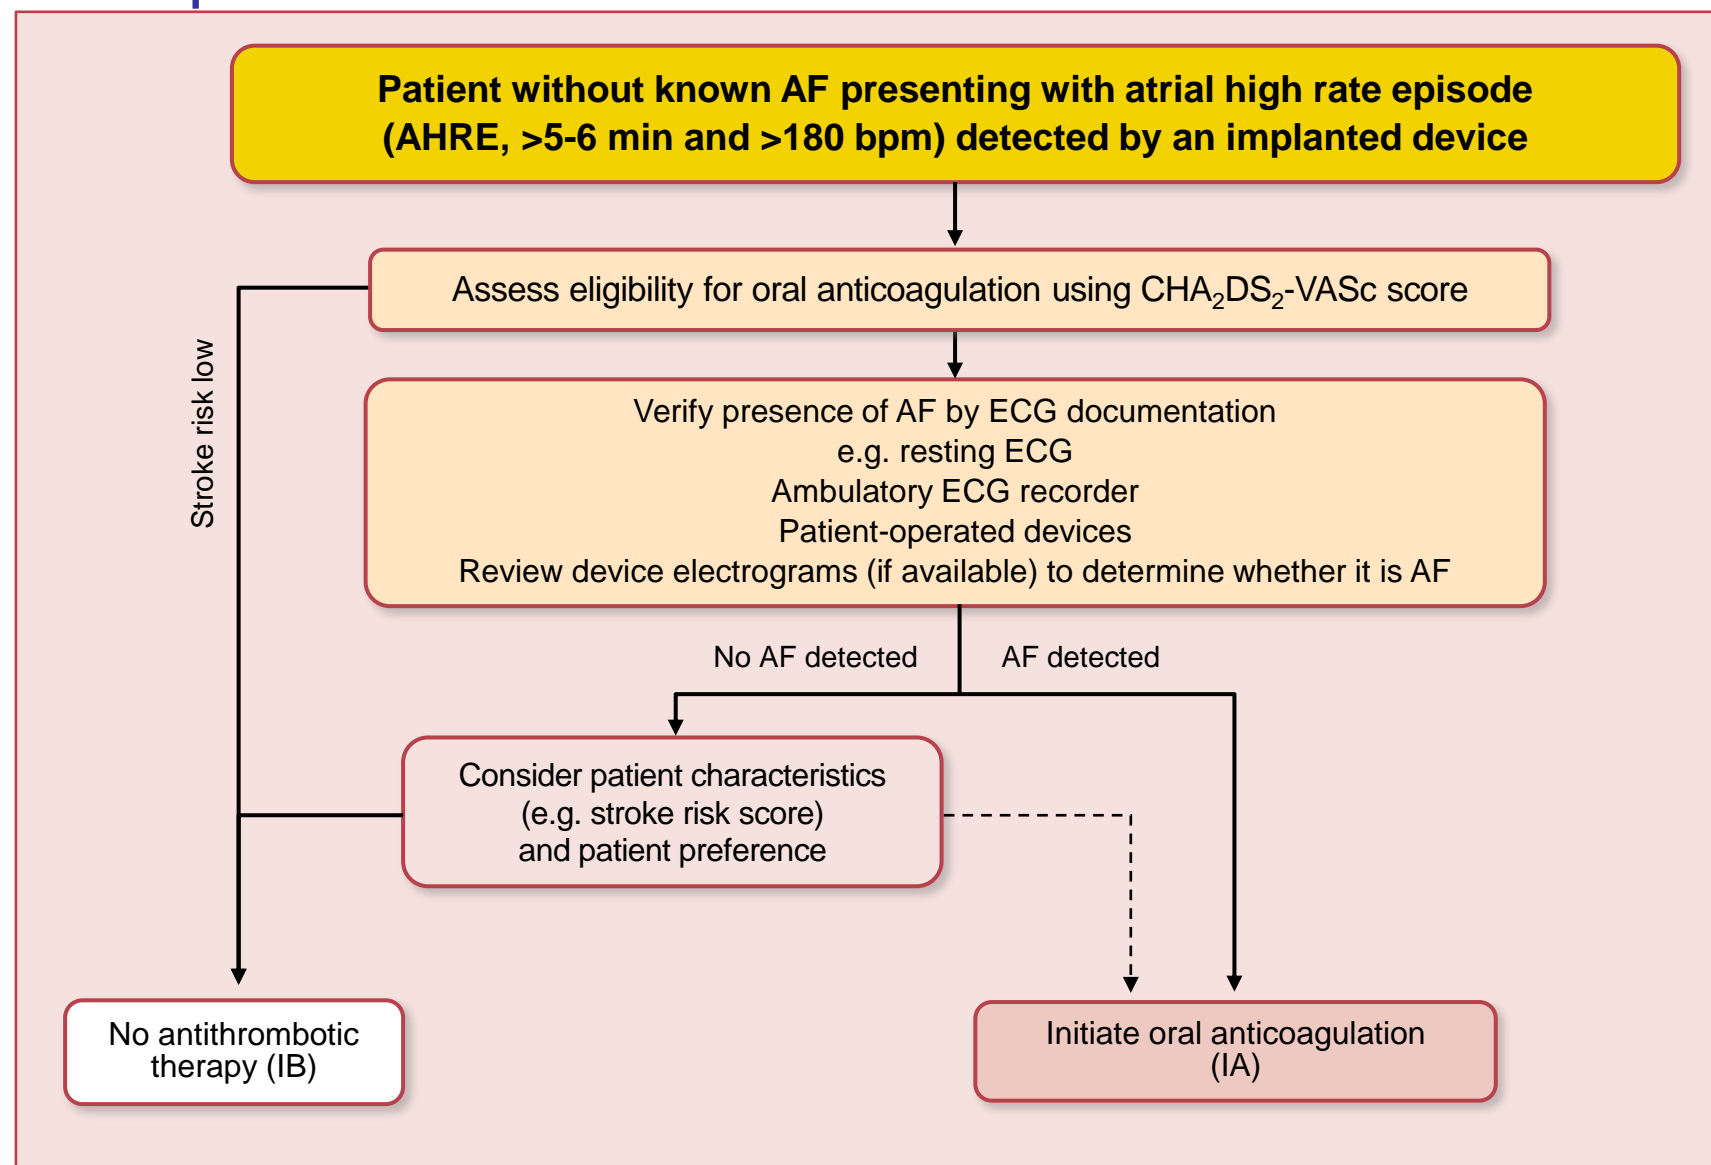 Patient without known AF presenting with atrial high rate episode
(AHRE, >5-6 min and >180 bpm) detected by an implanted device
Assess eligibility for oral anticoagulation using CHA₂DS₂-VASc score
Stroke risk low
Verify presence of AF by ECG documentation
e.g. resting ECG
Ambulatory ECG recorder
Patient-operated devices
Review device electrograms (if available) to determine whether it is AF
No AF detected
AF detected
Consider patient characteristics
(e.g. stroke risk score)
and patient preference
No antithrombotic
therapy (IB)
Initiate oral anticoagulation
(IA)